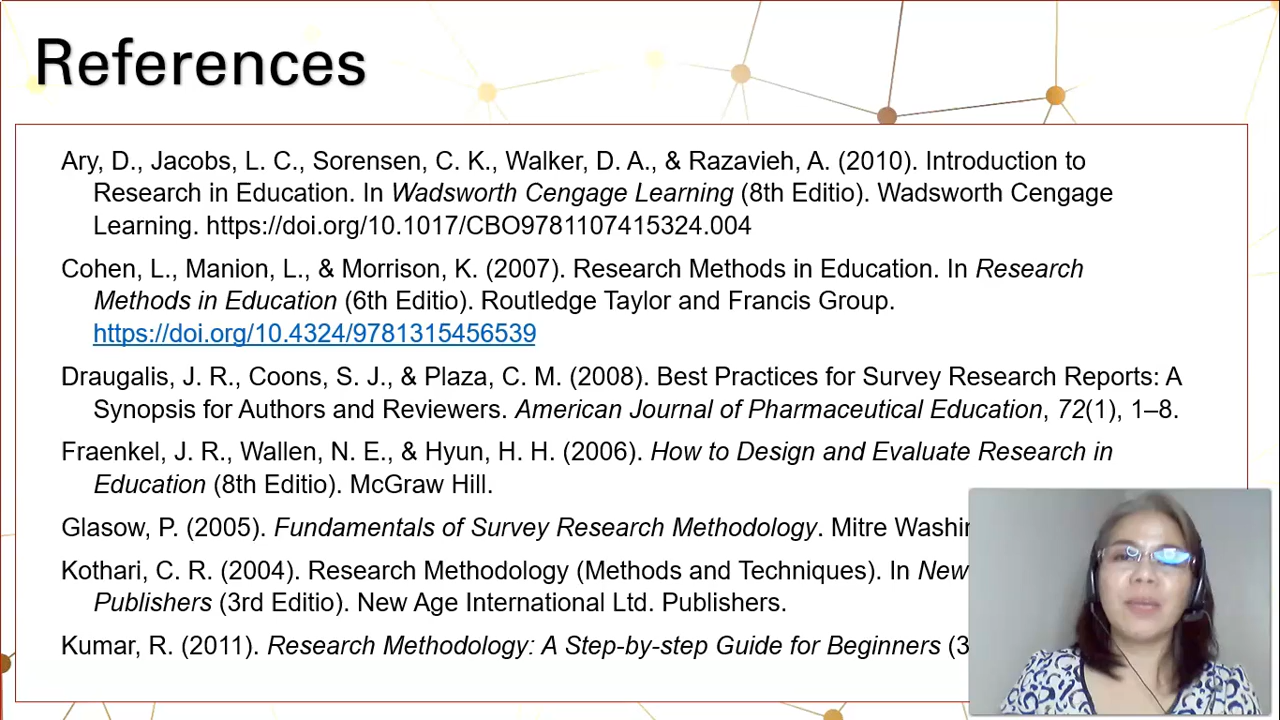 References
Ary, D., Jacobs, L. C., Sorensen, C. K., Walker, D. A., & Razavieh, A. (2010). Introduction to
Research in Education. In Wadsworth Cengage Learning (8th Editio). Wadsworth Cengage
Learning. https://doi.org/10.1017/CBO9781107415324.004
Cohen, L., Manion, L., & Morrison, K. (2007). Research Methods in Education. In Research
Methods in Education (6th Editio). Routledge Taylor and Francis Group.
https://doi.org/10.4324/9781315456539
Draugalis, J. R., Coons, S. J., & Plaza, C. M. (2008). Best Practices for Survey Research Reports: A
Synopsis for Authors and Reviewers. American Journal of Pharmaceutical Education, 72(1), 1–8.
Fraenkel, J. R., Wallen, N. E., & Hyun, H. H. (2006). How to Design and Evaluate Research in
Education (8th Editio). McGraw Hill.
Glasow, P. (2005). Fundamentals of Survey Research Methodology. Mitre
Kothari, C. R. (2004). Research Methodology (Methods and Techniques). In New
Publishers (3rd Editio). New Age International Ltd. Publishers.
Kumar, R. (2011). Research Methodology: A Step-by-step Guide for Beginners (3